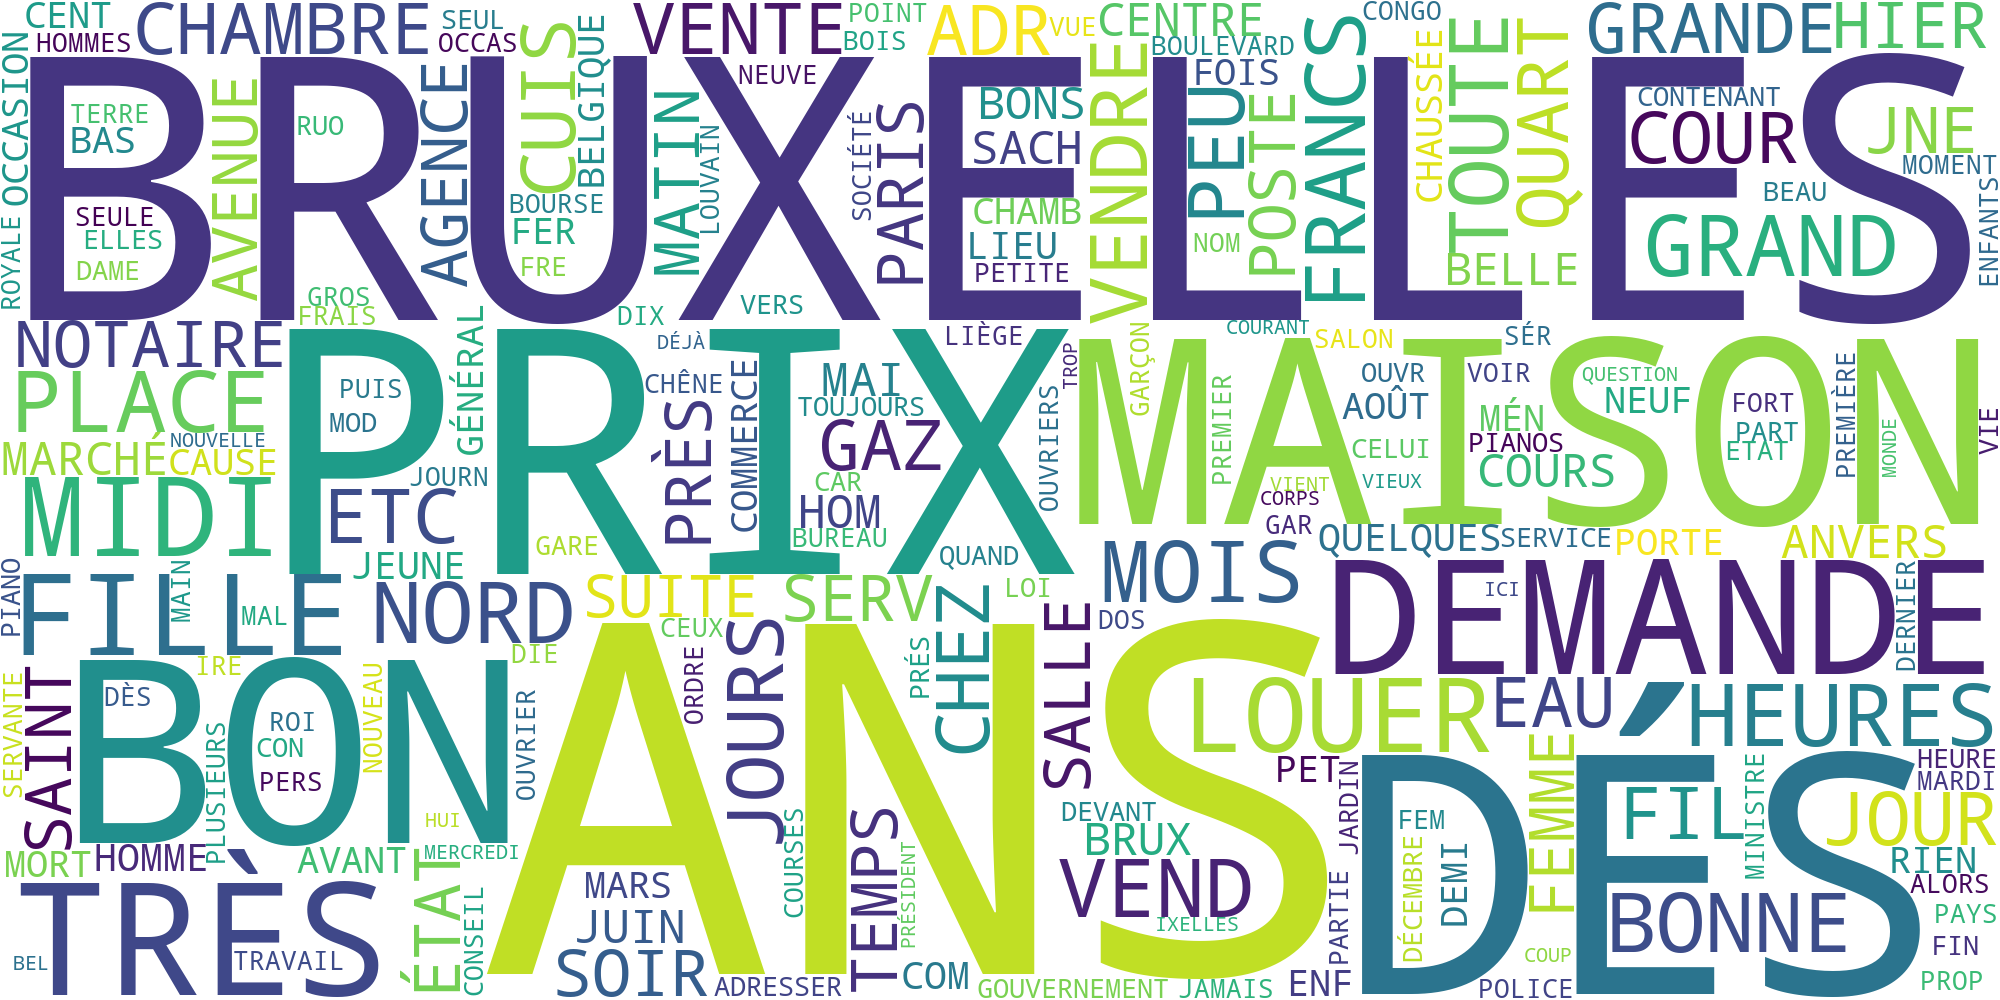 CENT
HOMMES
CHAMBRE
SEUL
OCCAS
CUIS
BELGIQUE
VENTE
POINT
BOIS
ADR
VUE
CENTRE
BOULEVARD
CONGO
FOIS
FRANCS
CHAUSSÉE
TOUTE
QUART
GRANDE
HIER
OCCASION
ROYALE
BRUXELLES
TERRE
BAS
SEULE
ELLES
DAME
AVENUE
RUO
GROS
FRAIS
AGENCE
BOURSE
FER
FRE
DIX
MATIN
LOUVAIN
NEUVE
VERS
SOCIÉTÉ
PARIS
BONS
SACH
CHAMB
LIEU
PETITE
VENDRE
PEU
NOM
POSTE
BELLE
CONTENANT
COUR
JNE
MOMENT
BEAU
GRAND
ENFANTS
NOTAIRE
PLACE
MARCHÉ
NOUVELLE
CAUSE
MIDI
PRIX
PUIS
MOD
GÉNÉRAL
JOURN
ETC
JEUNE
GARE
DÉJÀ
CHÊNE
PRÈS
COMMERCE
MAI
TOUJOURS
GAZ
CAR
HOM
BUREAU
LIÈGE
QUAND
OUVRIERS
TROP
GARÇON
COURANT
SALON
SÉR
MAISON
PREMIER
OUVR
AOÛT
CELUI
VIEUX
VIENT
CORPS
GAR
VOIR
MÉN
PIANOS
COURS
QUESTION
NEUF
FORT
PART
ETAT
PREMIÈRE
MONDE
VIE
QUELQUES
SERVICE
PORTE
ANVERS
PIANO
FILLE
MAIN
MAL
NORD
SUITE
SERV
CHEZ
LOI
MOIS
DOS
DEMANDE
ICI
DERNIER
SERVANTE
SAINT
IRE
DÈS
BON
ROI
CON
PERS
NOUVEAU
PLUSIEURS
DIE
OUVRIER
CEUX
ORDRE
JOURS
PRÉS
SALLE
ANS
LOUER
EAU
HEURES
HEURE
MARDI
PET
JARDIN
DÉS
FEMME
FIL
MINISTRE
JOUR
RIEN
ALORS
PAYS
FIN
PROP
MORT
HOMME
AVANT
HUI
MERCREDI
TRÈS
BEL
TRAVAIL
ÉTAT
CONSEIL
MARS
JUIN
SOIR
COURSES
TEMPS
PRÉSIDENT
COM
ADRESSER
DEVANT
BRUX
VEND
IXELLES
GOUVERNEMENT
JAMAIS
ENF
PARTIE
FEM
DÉCEMBRE
DEMI
POLICE
COUP
BONNE